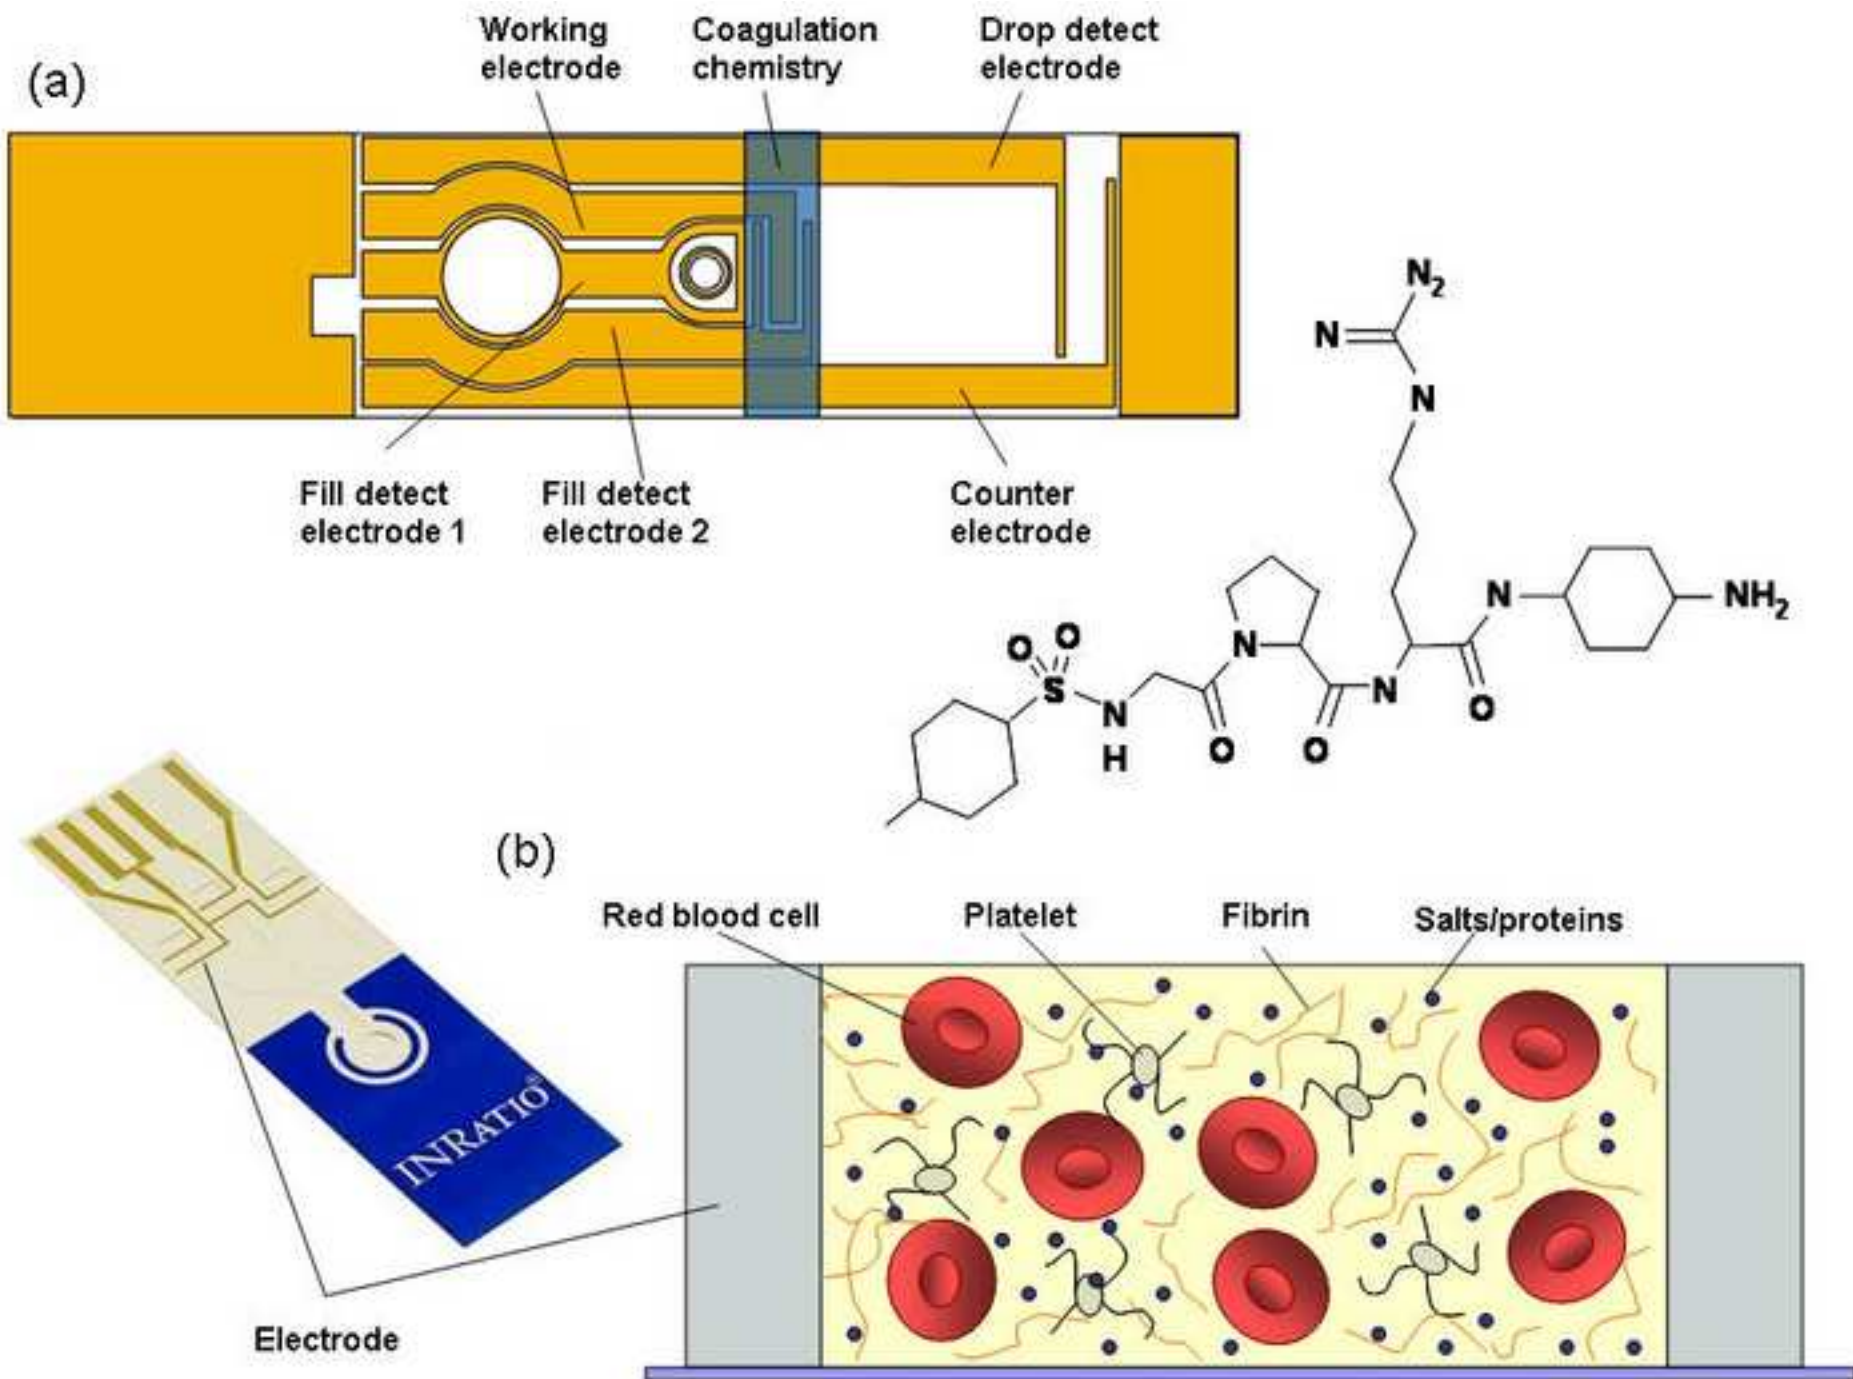 (a)
Working
electrode
Coagulation
chemistry
Drop detect
electrode
Fill detect
electrode 1
Fill detect
electrode 2
Counter
electrode
N2
N
N
N
NH2
O
O
S
N
H
O
N
O
N
O
(b)
Red blood cell
Platelet
Fibrin
Salts/proteins
INRATIO®
Electrode